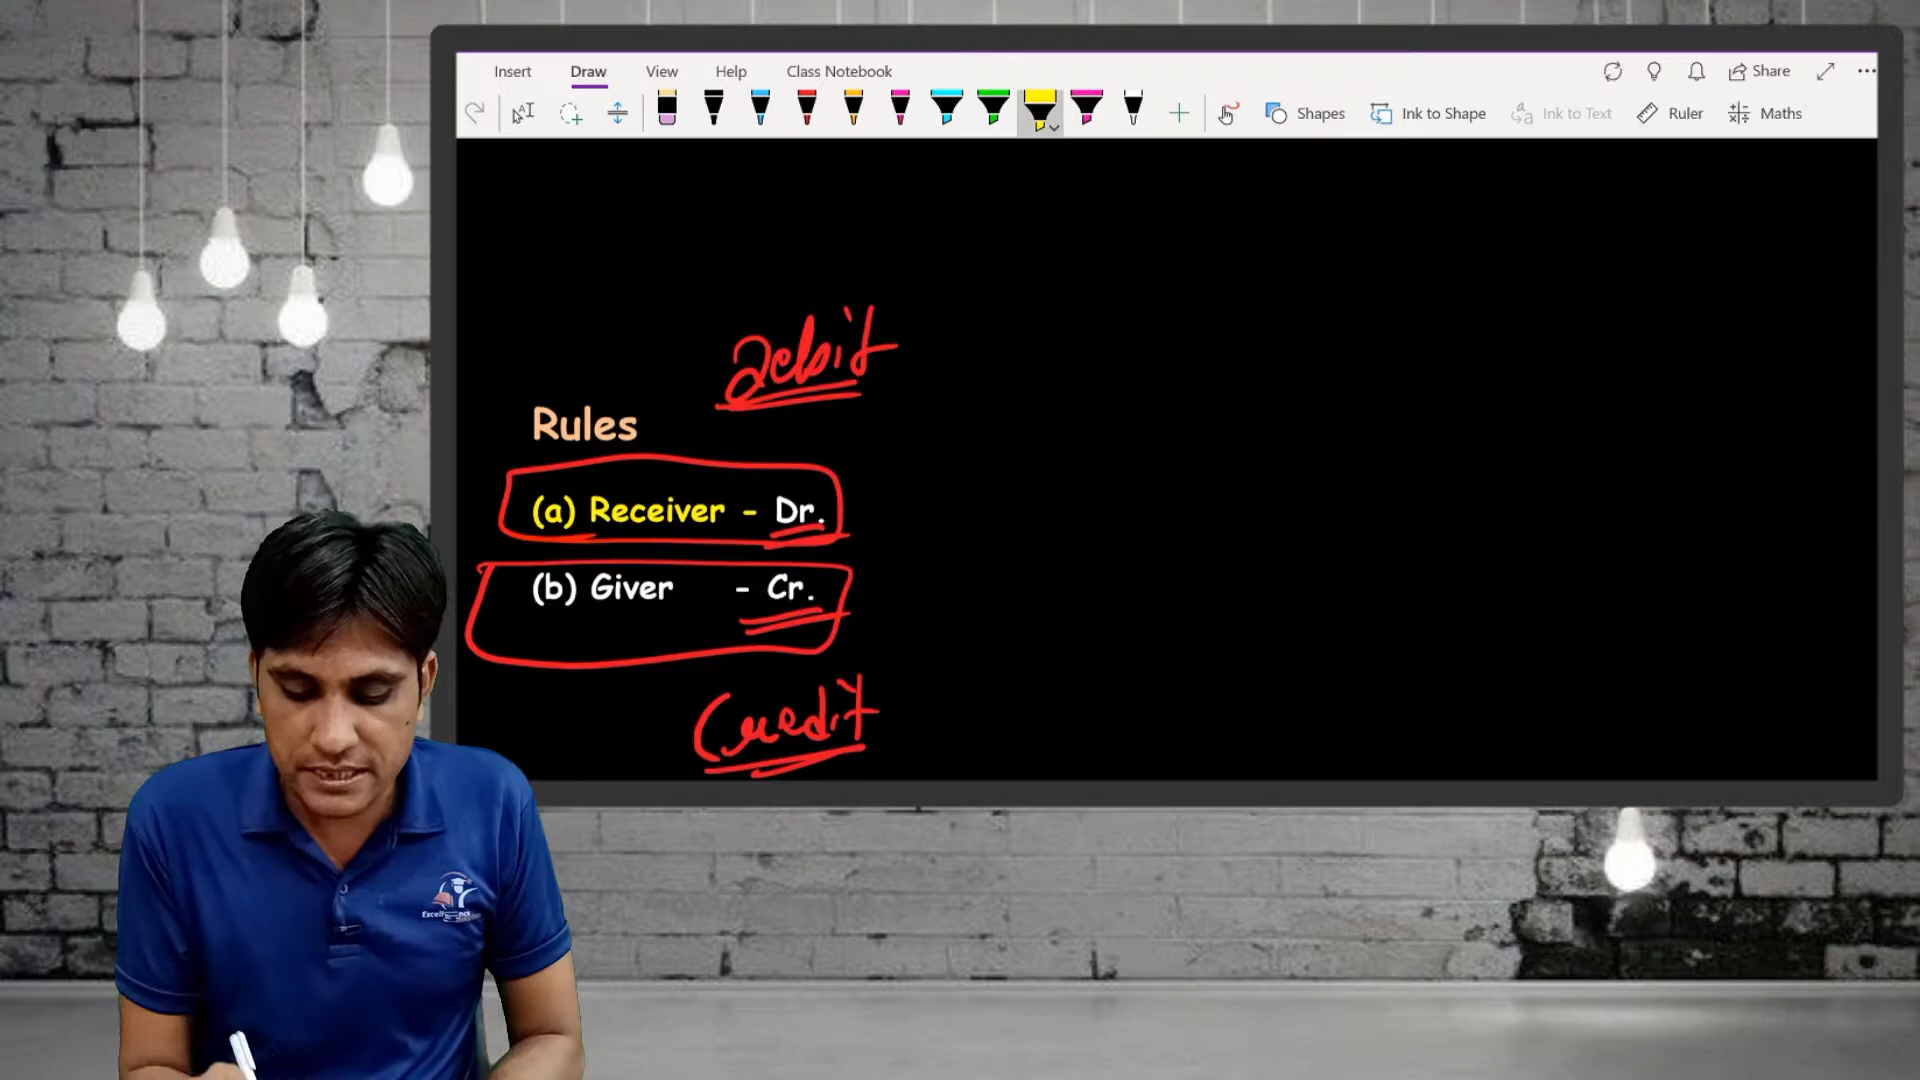 Insert Draw View Help Class Notebook Share
Shapes Ink to Shape Ink to Text Ruler Maths
Debit
Rules
(a) Receiver - Dr.
(b) Giver - Cr.
Credit